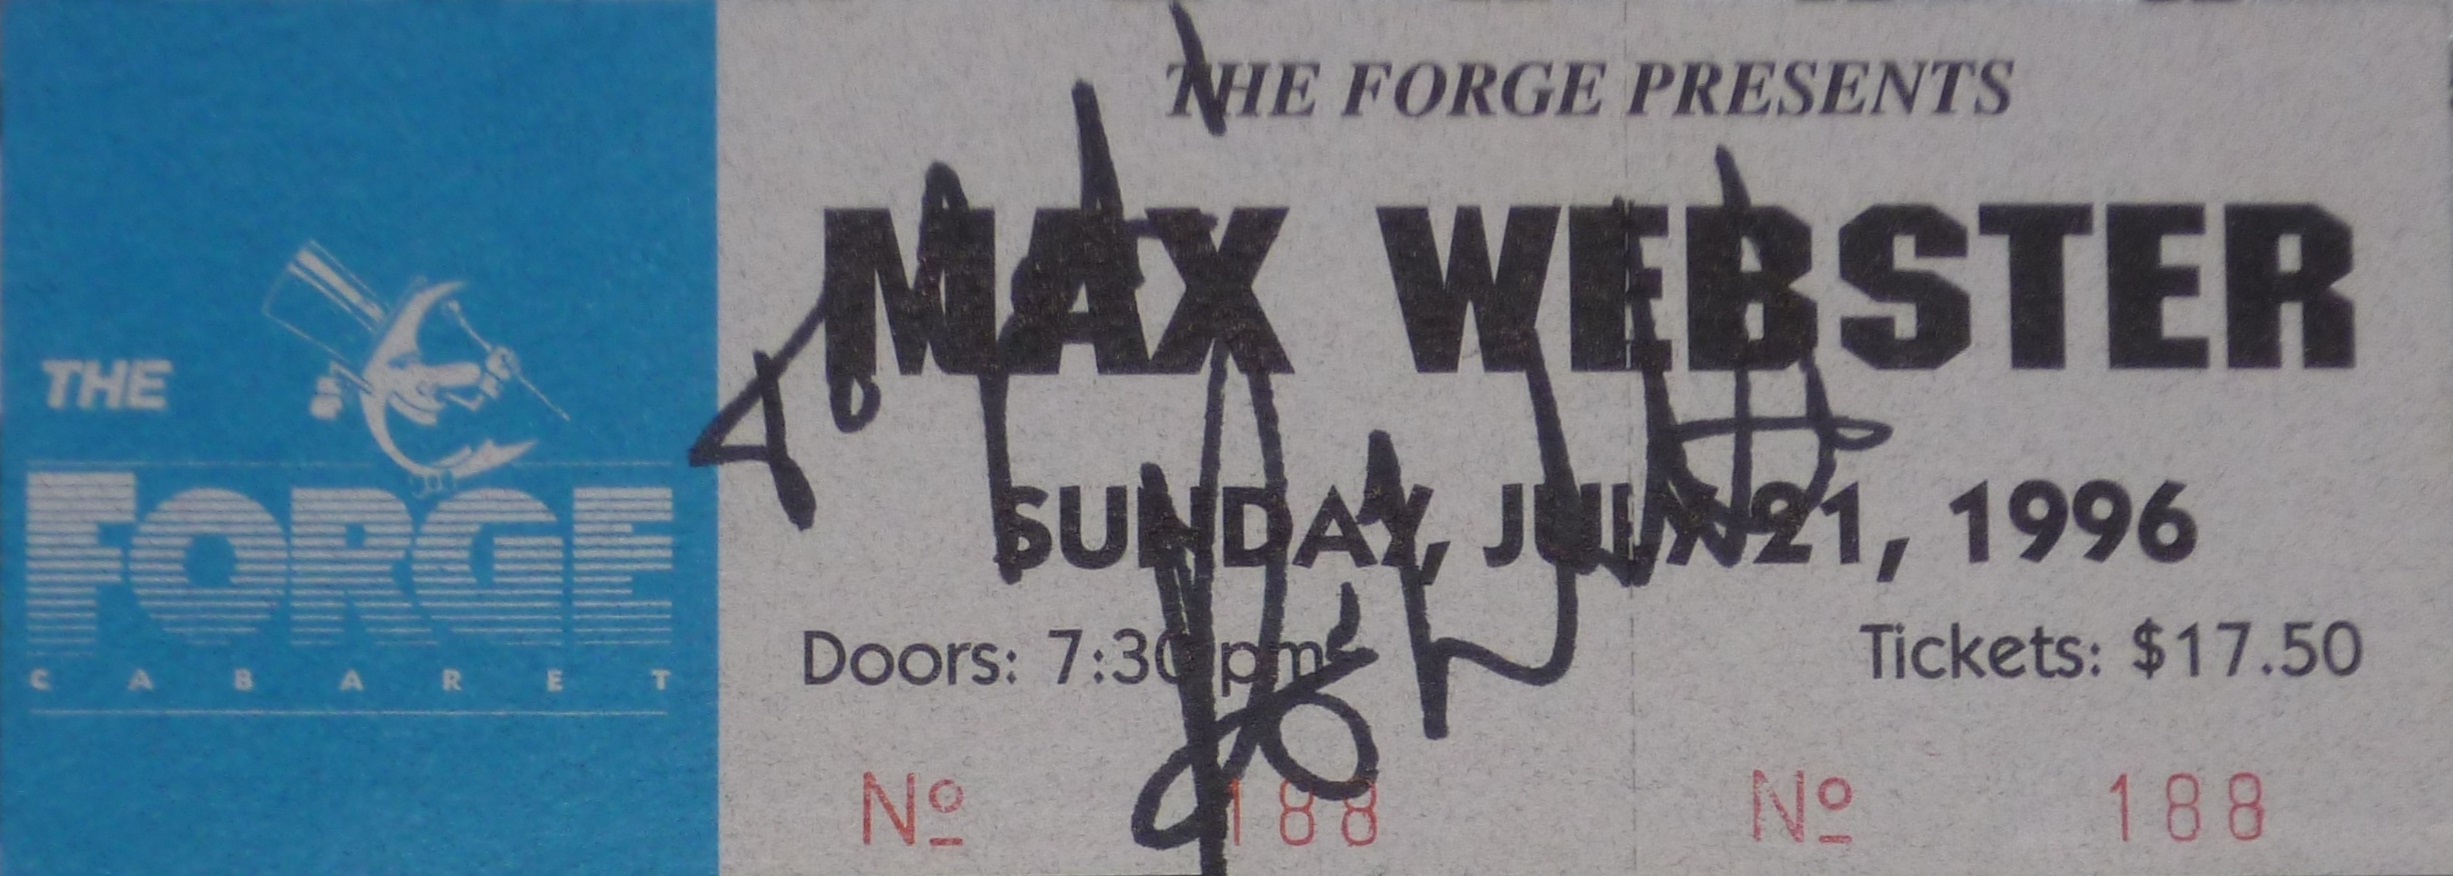 THE
FORGE
CABARET
THE FORGE PRESENTS
MAX WEBSTER
SUNDAY, JULY 21, 1996
Doors: 7:30 pm
Tickets: $17.50
Nº 188
Nº 188